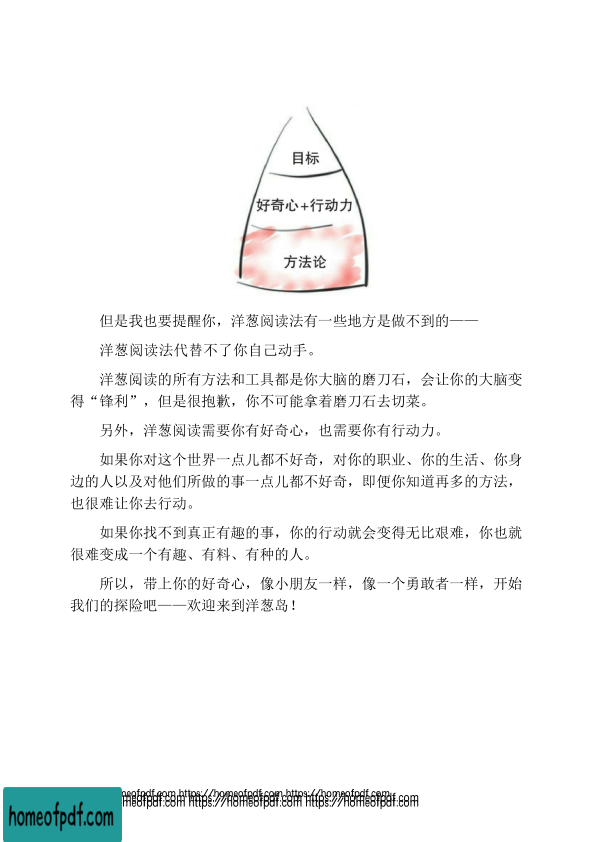 目标
好奇心+行动力
方法论
但是我也要提醒你，洋葱阅读法有一些地方是做不到的——
洋葱阅读法代替不了你自己动手。
洋葱阅读的所有方法和工具都是你大脑的磨刀石，会让你的大脑变
得“锋利”，但是很抱歉，你不可能拿着磨刀石去切菜。
另外，洋葱阅读需要你有好奇心，也需要你有行动力。
如果你对这个世界一点儿都不好奇，对你的职业、你的生活、你身
边的人以及对他们所做的事一点儿都不好奇，即便你知道再多的方法，
也很难让你去行动。
如果你找不到真正有趣的事，你的行动就会变得无比艰难，你也就
很难变成一个有趣、有料、有种的人。
所以，带上你的好奇心，像小朋友一样，像一个勇敢者一样，开始
我们的探险吧——欢迎来到洋葱岛！
omeofpdf.com https://homeofpdf.com https://homeofpdf.com
omeofpdf.com https://homeofpdf.com https://homeofpdf.com
homeofpdf.com